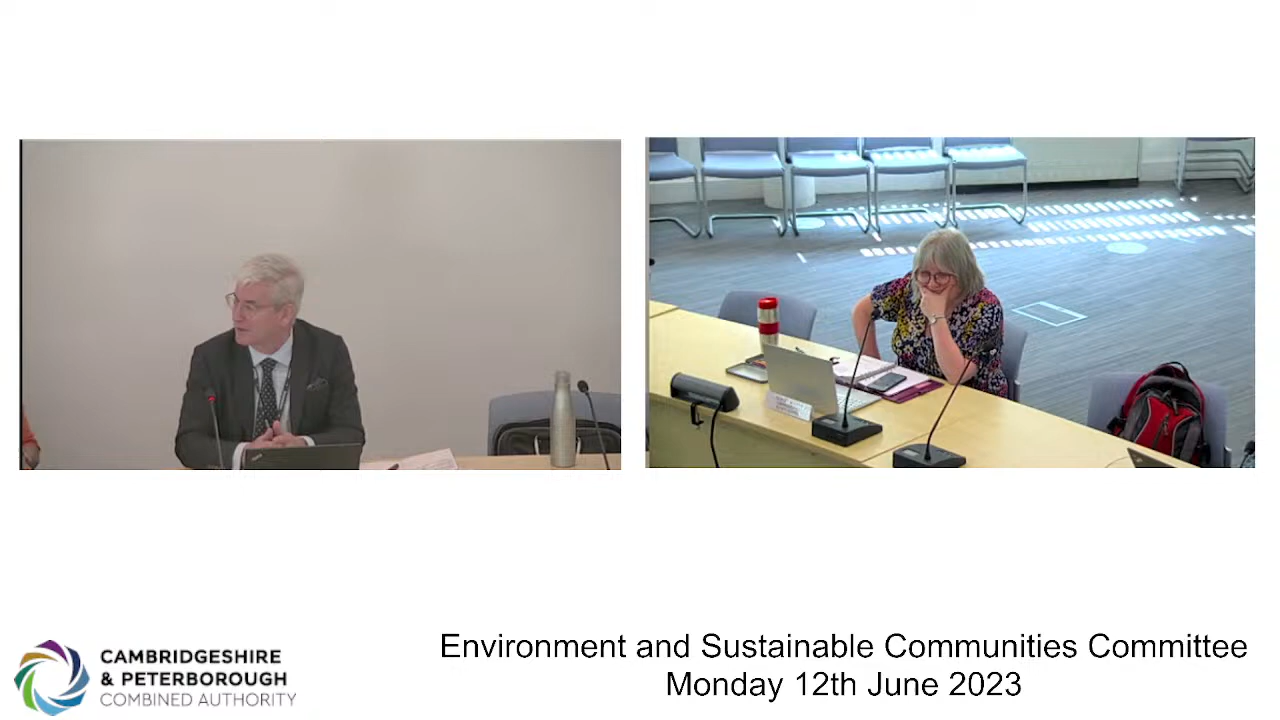 CAMBRIDGESHIRE
& PETERBOROUGH
COMBINED AUTHORITY
Environment and Sustainable Communities Committee
Monday 12th June 2023